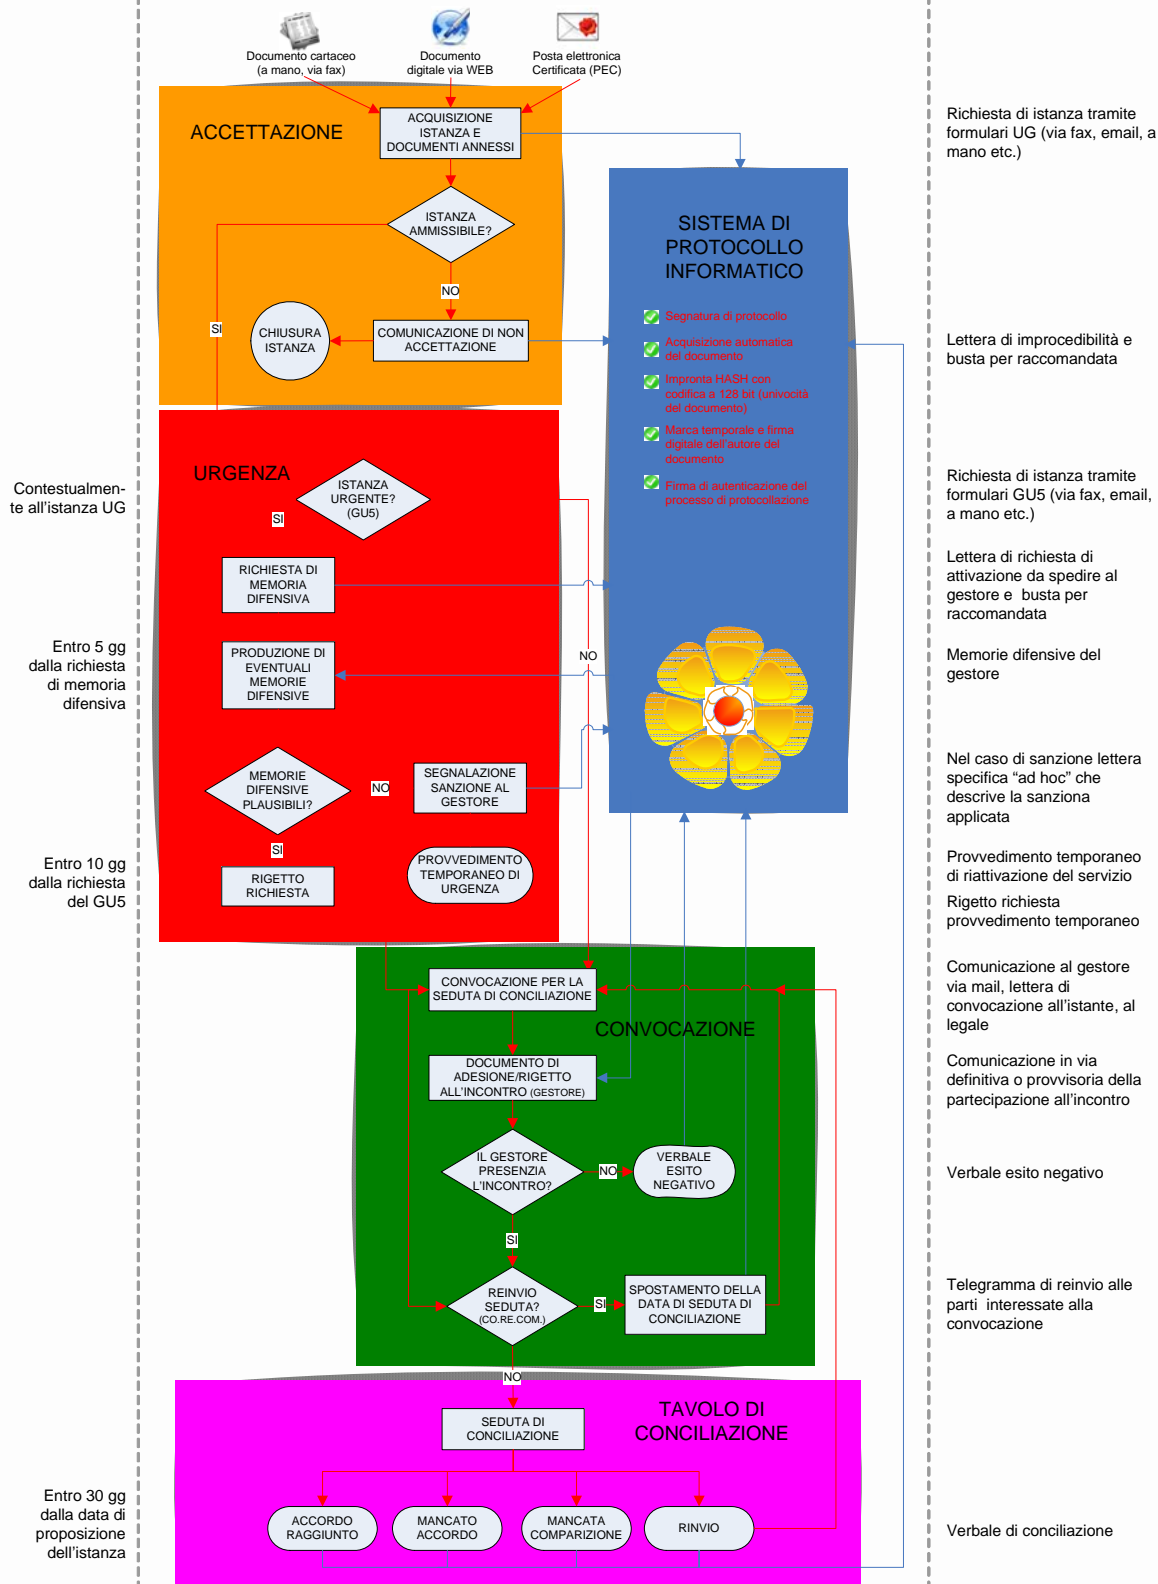 Documento cartaceo
(a mano, via fax)
Documento
digitale via WEB
Posta elettronica
Certificata (PEC)
ACCETTAZIONE
ACQUISIZIONE
ISTANZA E
DOCUMENTI ANNESSI
Richiesta di istanza tramite
formulari UG (via fax, email, a
mano etc.)
ISTANZA
AMMISSIBILE?
SISTEMA DI
PROTOCOLLO
INFORMATICO
NO
SI
CHIUSURA
ISTANZA
COMUNICAZIONE DI NON
ACCETTAZIONE
Segnatura di protocollo
Acquisizione automatica
del documento
Impronta HASH con
codifica a 128 bit (univocità
del documento)
Marca temporale e firma
digitale dell'autore del
documento
Firma di autenticazione del
processo di protocollazione
Lettera di improcedibilità e
busta per raccomandata
URGENZA
Contestualmen-
te all'istanza UG
ISTANZA
URGENTE?
(GU5)
SI
Richiesta di istanza tramite
formulari GU5 (via fax, email,
a mano etc.)
RICHIESTA DI
MEMORIA
DIFENSIVA
Lettera di richiesta di
attivazione da spedire al
gestore e  busta per
raccomandata
Entro 5 gg
dalla richiesta
di memoria
difensiva
PRODUZIONE DI
EVENTUALI
MEMORIE
DIFENSIVE
NO
Memorie difensive del
gestore
MEMORIE
DIFENSIVE
PLAUSIBILI?
NO
SEGNALAZIONE
SANZIONE AL
GESTORE
Nel caso di sanzione lettera
specifica “ad hoc” che
descrive la sanziona
applicata
SI
Entro 10 gg
dalla richiesta
del GU5
RIGETTO
RICHIESTA
PROVVEDIMENTO
TEMPORANEO DI
URGENZA
Provvedimento temporaneo
di riattivazione del servizio
Rigetto richiesta
provvedimento temporaneo
CONVOCAZIONE PER LA
SEDUTA DI CONCILIAZIONE
Comunicazione al gestore
via mail, lettera di
convocazione all'istante, al
legale
CONVOCAZIONE
DOCUMENTO DI
ADESIONE/RIGETTO
ALL'INCONTRO (GESTORE)
Comunicazione in via
definitiva o provvisoria della
partecipazione all'incontro
IL GESTORE
PRESENZIA
L'INCONTRO?
NO
VERBALE
ESITO
NEGATIVO
Verbale esito negativo
SI
REINVIO
SEDUTA?
(CO.RE.COM.)
SI
SPOSTAMENTO DELLA
DATA DI SEDUTA DI
CONCILIAZIONE
Telegramma di reinvio alle
parti  interessate alla
convocazione
NO
TAVOLO DI
CONCILIAZIONE
SEDUTA DI
CONCILIAZIONE
Entro 30 gg
dalla data di
proposizione
dell'istanza
ACCORDO
RAGGIUNTO
MANCATO
ACCORDO
MANCATA
COMPARIZIONE
RINVIO
Verbale di conciliazione